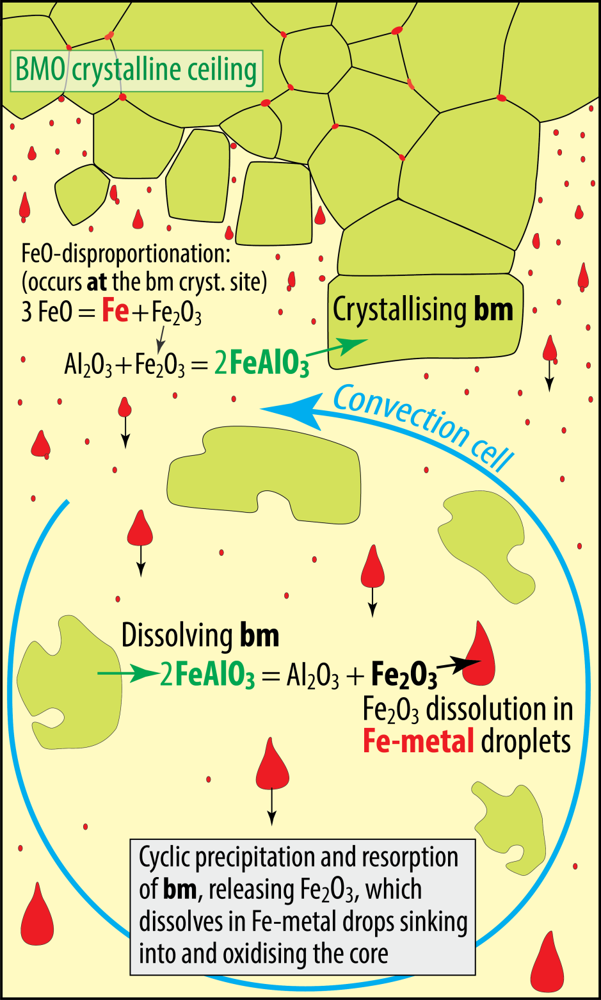 BMO crystalline ceiling
FeO-disproportionation:
(occurs at the bm cryst. site)
3 FeO = Fe+Fe₂O₃
Al₂O₃+Fe₂O₃ = 2FeAlO₃
Crystallising bm
Convection cell
Dissolving bm
2FeAlO₃ = Al₂O₃ + Fe₂O₃
Fe₂O₃ dissolution in
Fe-metal droplets
Cyclic precipitation and resorption
of bm, releasing Fe₂O₃, which
dissolves in Fe-metal drops sinking
into and oxidising the core